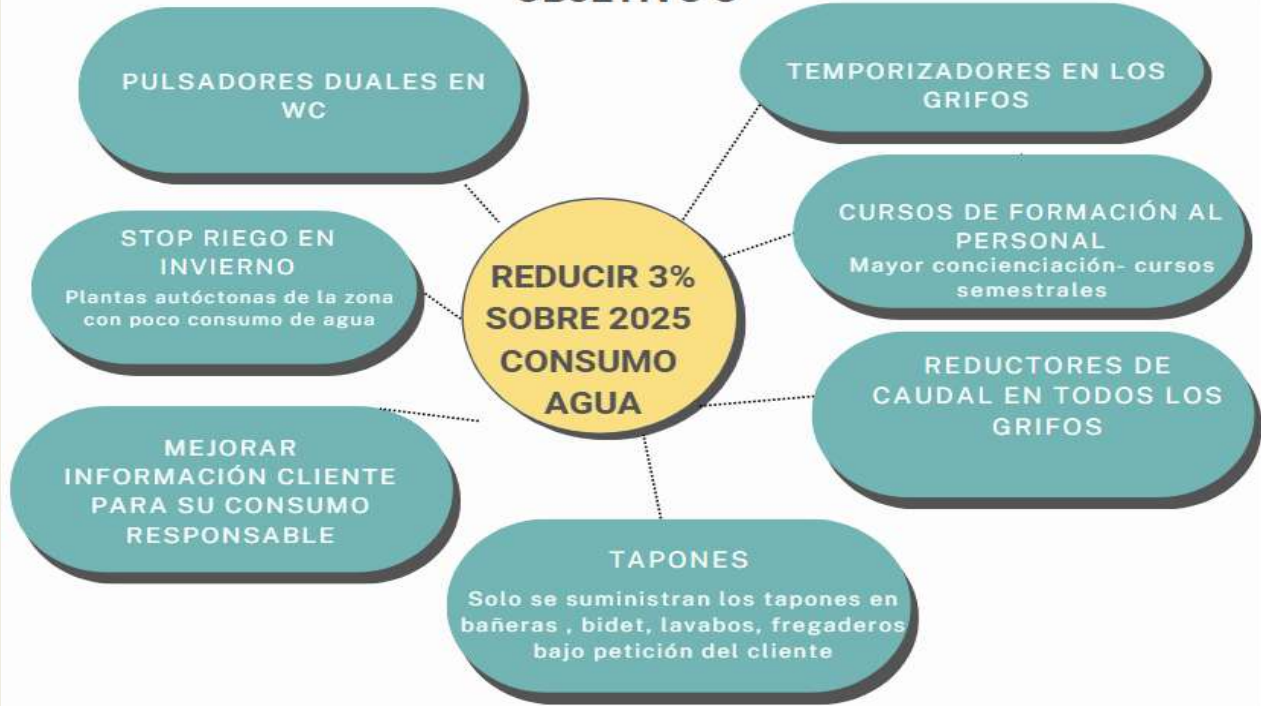 PULSADORES DUALES EN
WC
TEMPORIZADORES EN LOS
GRIFOS
STOP RIEGO EN
INVIERNO
Plantas autóctonas de la zona
con poco consumo de agua
REDUCIR 3%
SOBRE 2025
CONSUMO
AGUA
CURSOS DE FORMACIÓN AL
PERSONAL
Mayor concienciación- cursos
semestrales
REDUCTORES DE
CAUDAL EN TODOS LOS
GRIFOS
MEJORAR
INFORMACIÓN CLIENTE
PARA SU CONSUMO
RESPONSABLE
TAPONES
Solo se suministran los tapones en
bañeras , bidet, lavabos, fregaderos
bajo petición del cliente